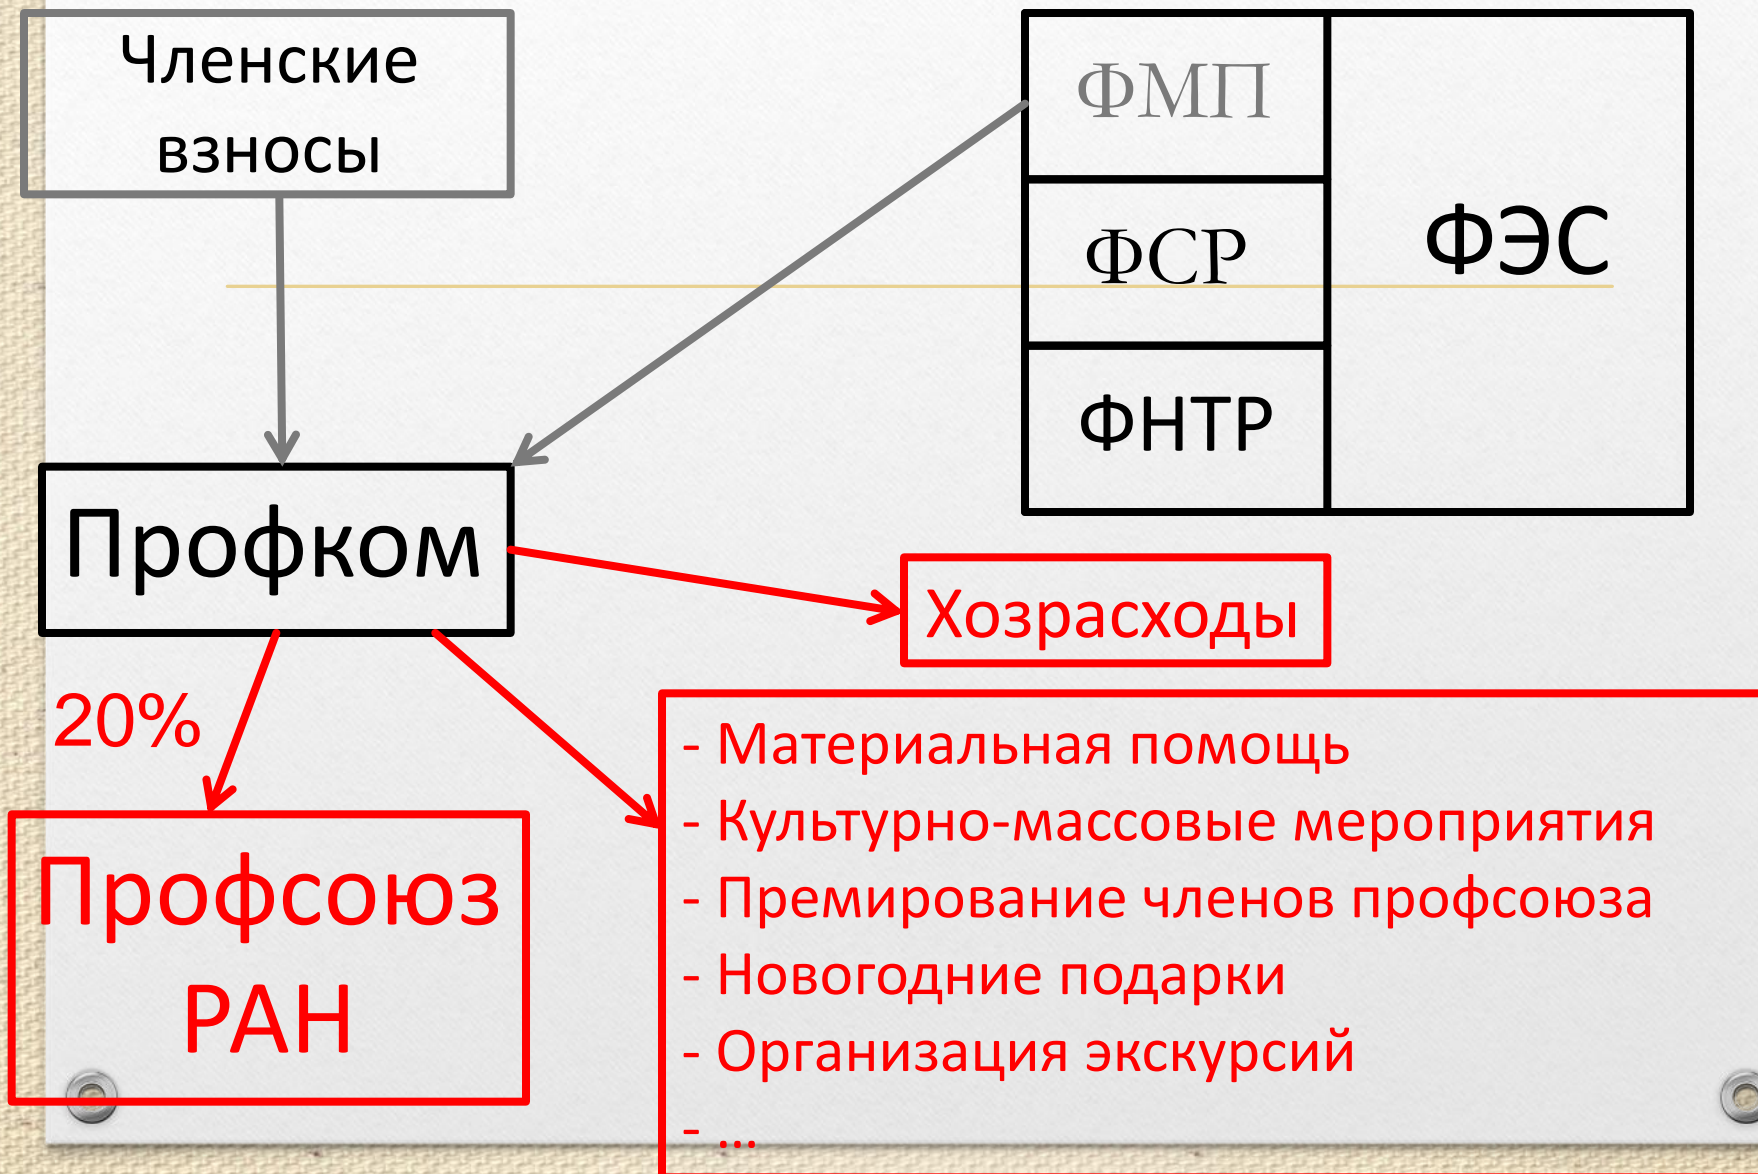 Членские
взносы
ФМП
ФСР
ФНТР
ФЭС
Профком
Хозрасходы
20%
Профсоюз
РАН
- Материальная помощь
- Культурно-массовые мероприятия
- Премирование членов профсоюза
- Новогодние подарки
- Организация экскурсий
- ...